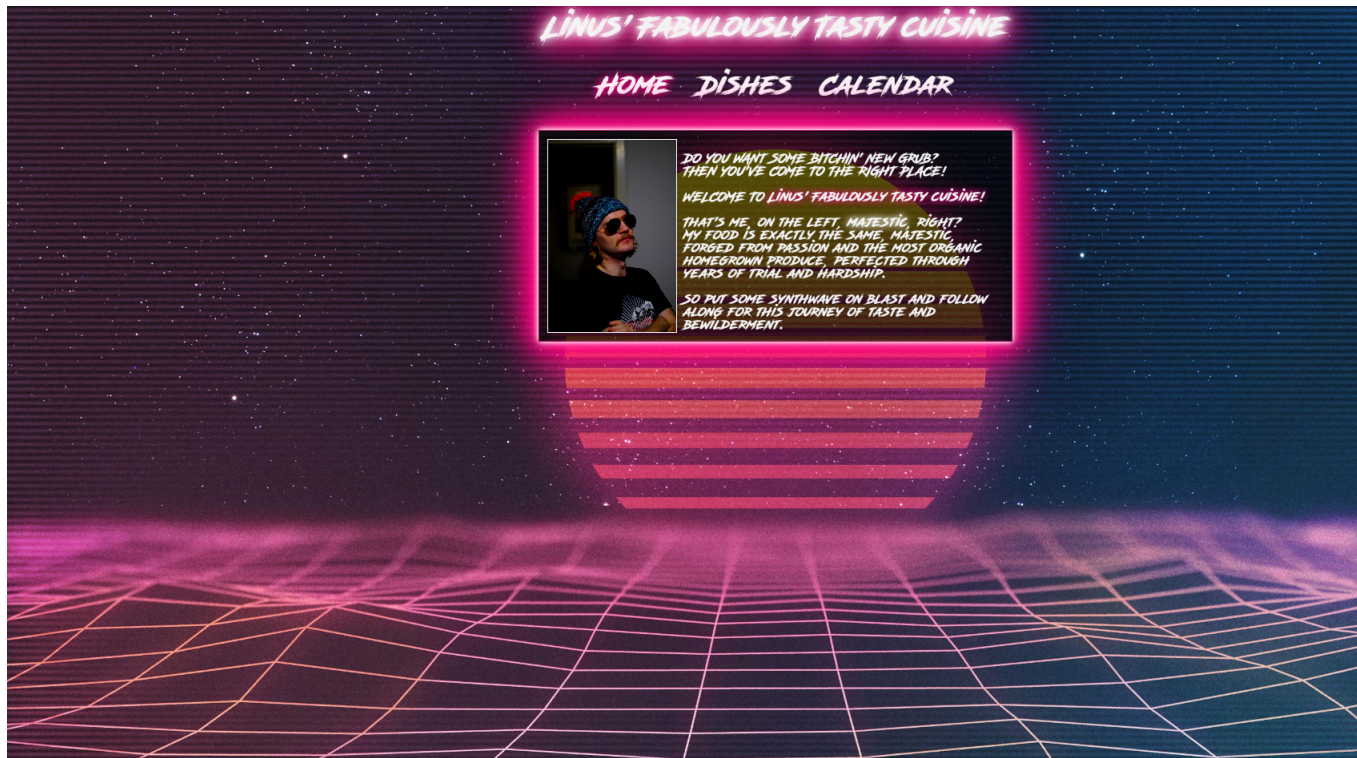 LINUS' FABULOUSLY TASTY CUISINE
HOME DISHES CALENDAR
DO YOU WANT SOME BITCHIN' NEW GRUB?
THEN YOU'VE COME TO THE RIGHT PLACE!
WELCOME TO LINUS' FABULOUSLY TASTY CUISINE!
THAT'S ME, ON THE LEFT, MAJESTIC, RIGHT?
MY FOOD IS EXACTLY THE SAME, MAJESTIC,
FORGED FROM PASSION AND THE MOST ORGANIC
HOMEGROWN PRODUCE, PERFECTED THROUGH
YEARS OF TRIAL AND HARDSHIP.
SO PUT SOME SYNTHWAVE ON BLAST AND FOLLOW
ALONG FOR THIS JOURNEY OF TASTE AND
BEWILDERMENT.